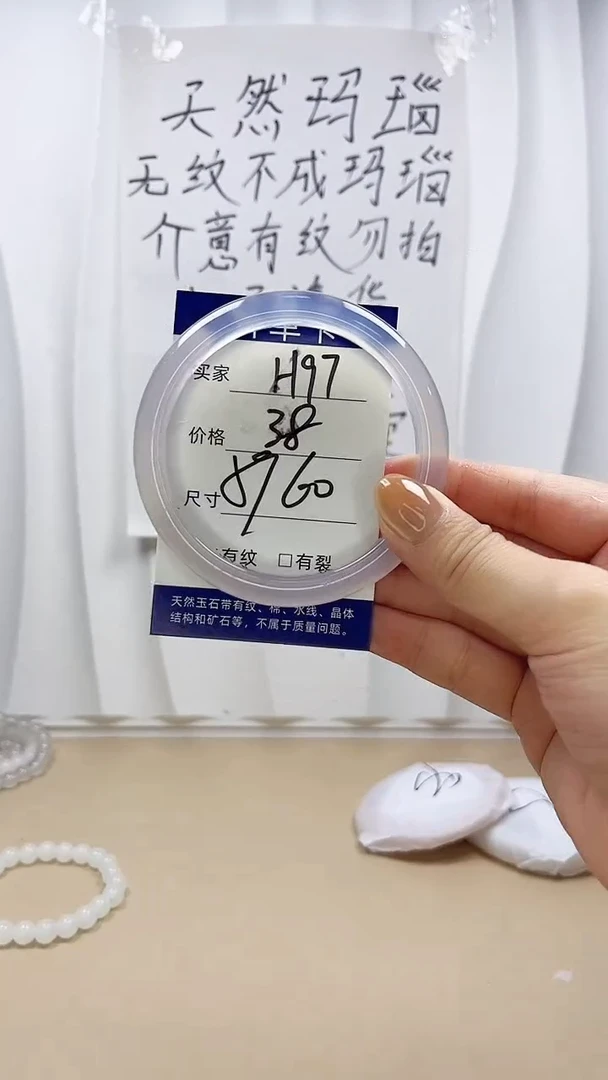 天然玛瑙
无纹不成玛瑙
介意有纹勿拍
卡
买家 H97
价格 38
尺寸 60
有纹 □有裂
天然玉石带有纹、棉、水线、晶体
结构和矿石等，不属于质量问题。